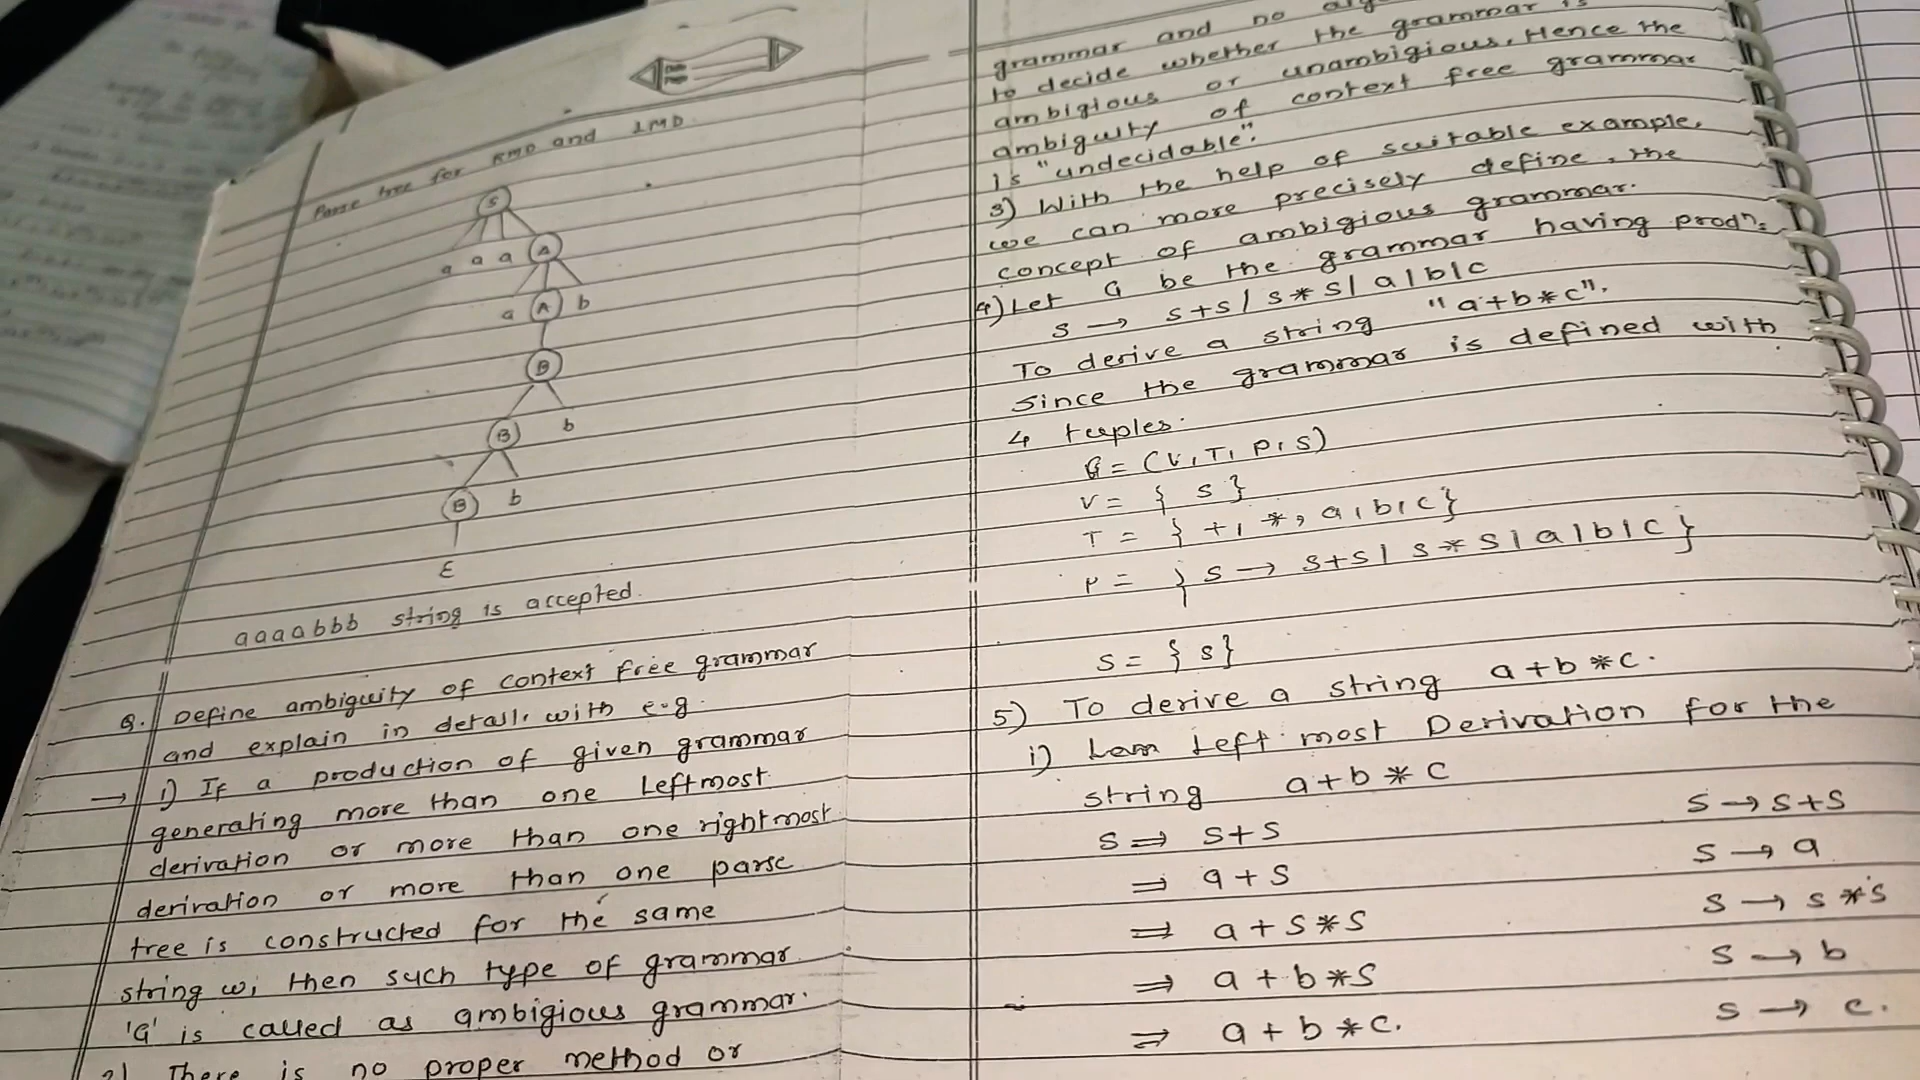 Parse tree for RMD and LMD
S
a a a A
a A b
B
B b
B b
ε
aaaabbb string is accepted.
Q. Define ambiguity of context free grammar
and explain in detail. with e.g.
→ 1) If a production of given grammar
generating more than one Leftmost
derivation or more than one rightmost
derivation or more than one parse
tree is constructed for the same
string w, then such type of grammar
'G' is called as ambigious grammar.
2) There is no proper method or
grammar and no
to decide whether the grammar is
ambigious or unambigious. Hence the
ambiguity of context free grammar
is "undecidable".
3) With the help of suitable example,
we can more precisely define, the
concept of ambigious grammar.
4) Let G be the grammar having prodn:
S → S+S | S*S | a|b|c
To derive a string "a+b*c".
Since the grammar is defined with
4 tuples.
G = (V, T, P, S)
V = { S }
T = { +, *, a, b, c}
P = { S → S+S | S*S | a|b|c }
S = { S }
5) To derive a string a+b*c.
i) Left most Derivation for the
string a+b*c
S ⇒ S+S S→S+S
⇒ a+S S→a
⇒ a+S*S S→S*S
⇒ a+b*S S→b
⇒ a+b*c. S→c.